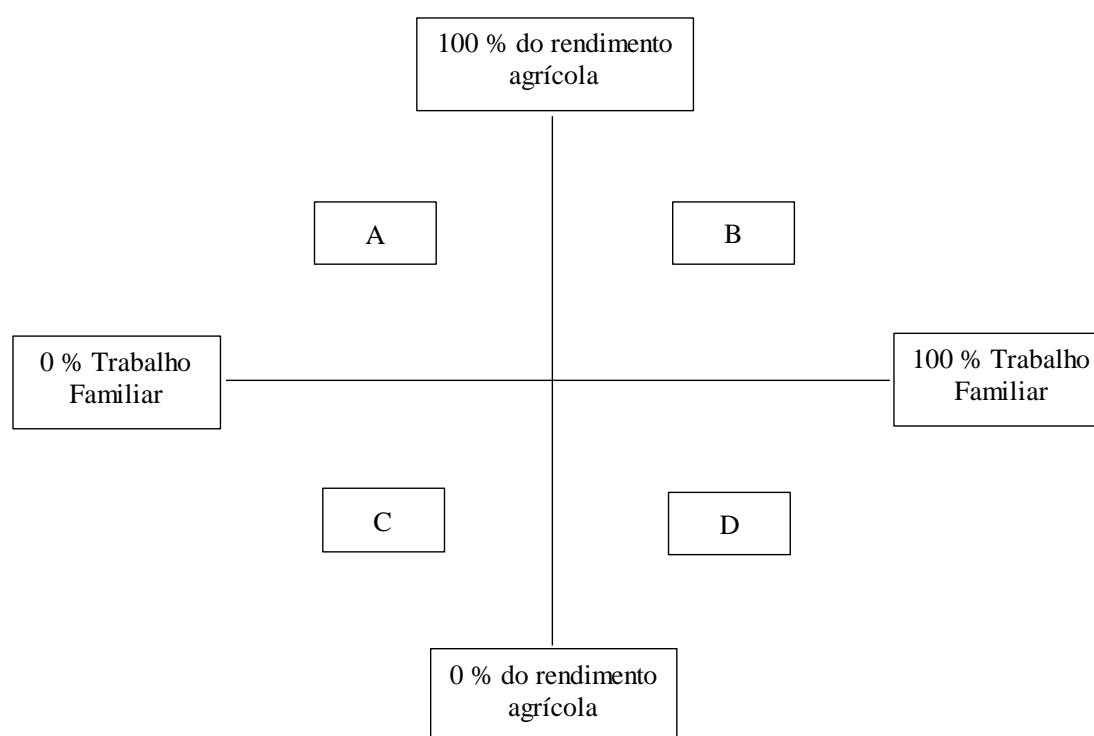 100 % do rendimento
agrícola
A
B
0 % Trabalho
Familiar
100 % Trabalho
Familiar
C
D
0 % do rendimento
agrícola